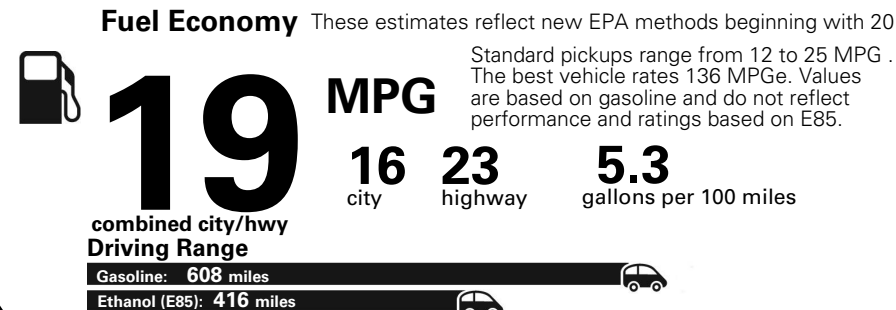 Fuel Economy These estimates reflect new EPA methods beginning with 20
Standard pickups range from 12 to 25 MPG .
The best vehicle rates 136 MPGe. Values
are based on gasoline and do not reflect
performance and ratings based on E85.
19 MPG
16 23 5.3
city highway gallons per 100 miles
combined city/hwy
Driving Range
Gasoline: 608 miles
Ethanol (E85): 416 miles